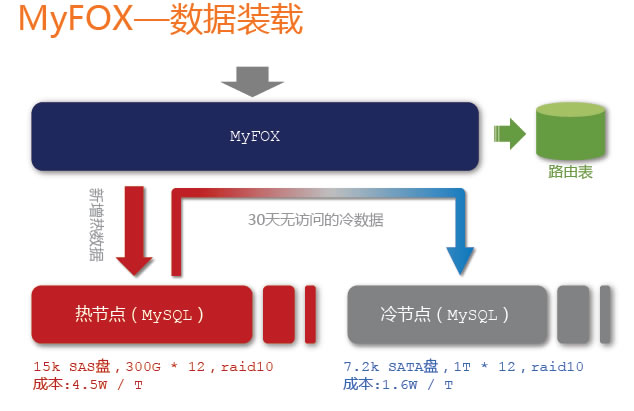 MyFOX—数据装载
MyFOX
路由表
新增热数据
30天无访问的冷数据
热节点（MySQL）
冷节点（MySQL）
15k SAS盘，300G * 12，raid10
成本:4.5W / T
7.2k SATA盘，1T * 12，raid10
成本:1.6W / T